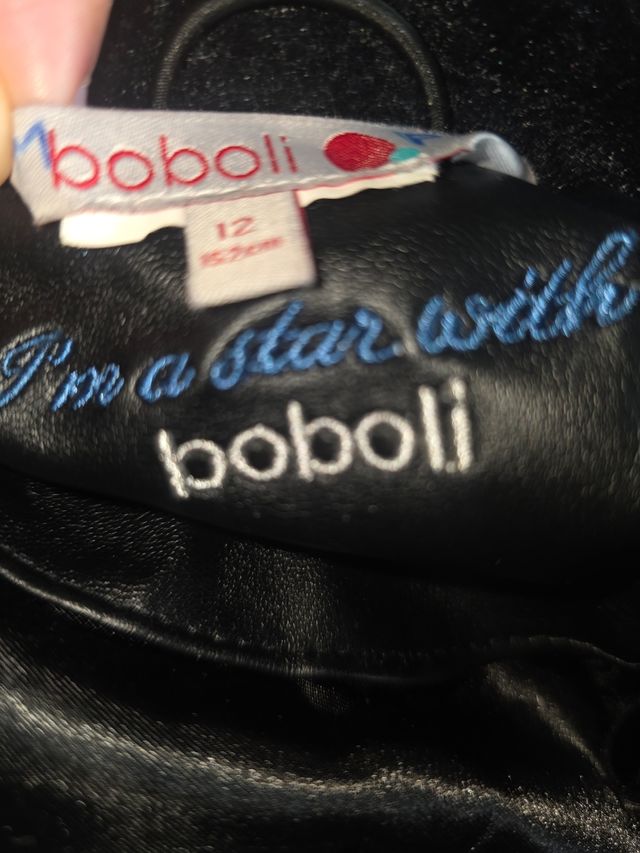 boboli
12
152cm
I'm a star with
boboli